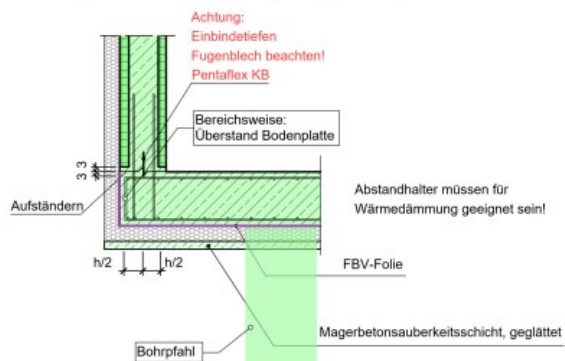 Achtung:
Einbindetiefen
Fugenblech beachten!
Pentaflex KB
Bereichsweise:
Überstand Bodenplatte
3 3
Aufständern
Abstandhalter müssen für
Wärmedämmung geeignet sein!
h/2 h/2
FBV-Folie
Magerbetonsauberkeitsschicht, geglättet
Bohrpfahl